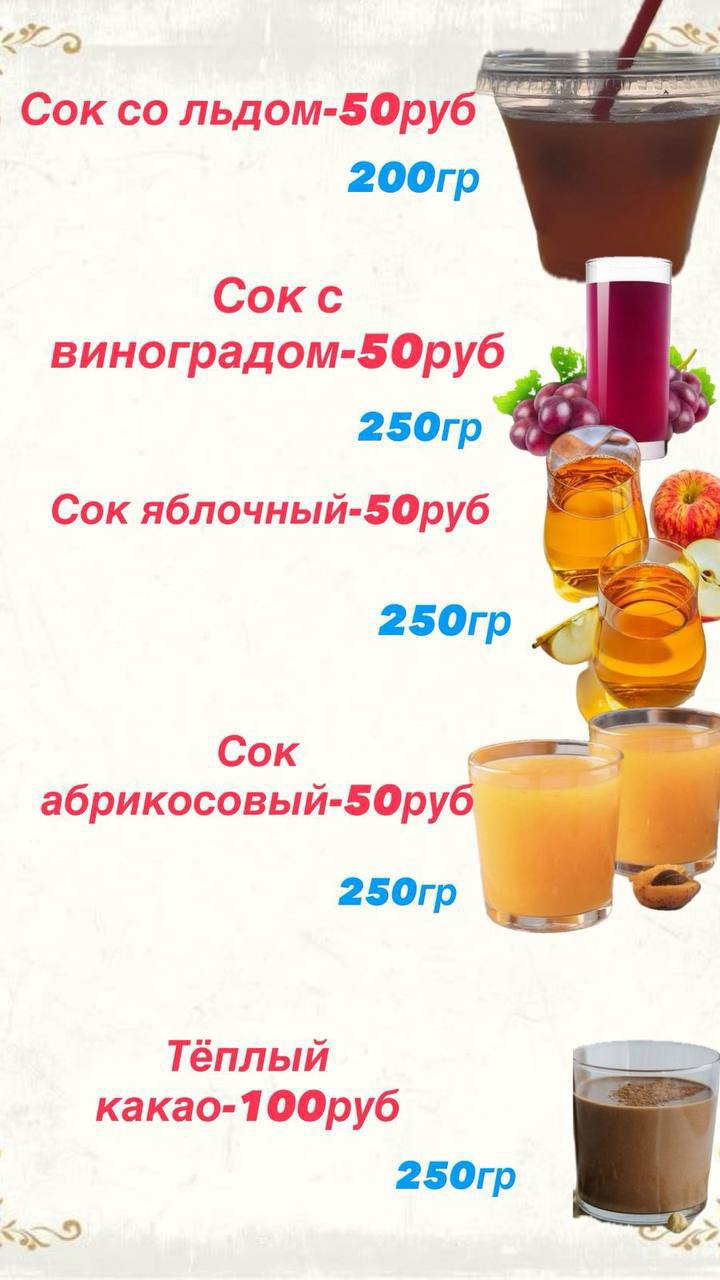 Сок со льдом-50руб
200гр
Сок с
виноградом-50руб
250гр
Сок яблочный-50руб
250гр
Сок
абрикосовый-50руб
250гр
Тёплый
какао-100руб
250гр